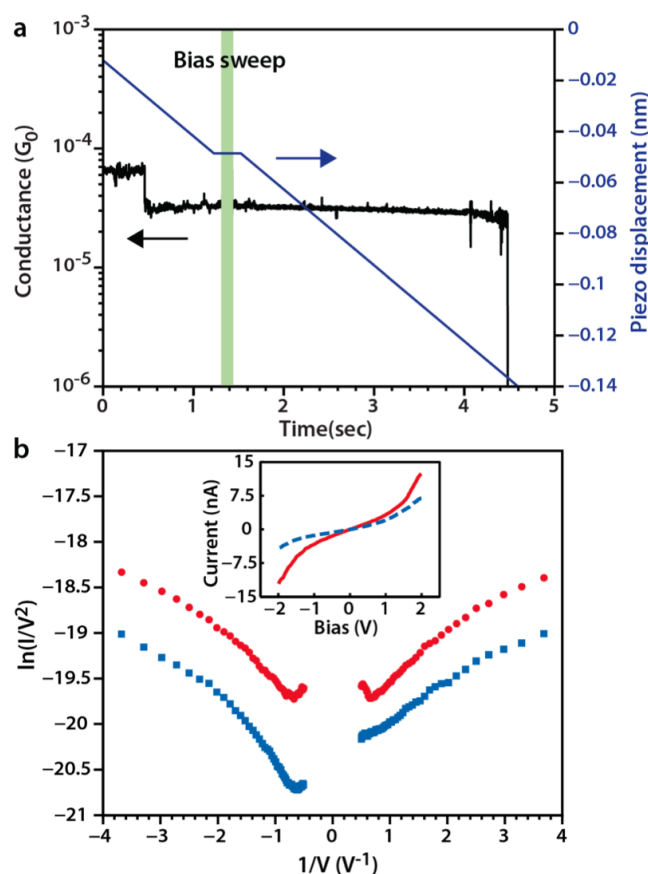 a
Bias sweep
Conductance (G0)
10−3
10−4
10−5
10−6
0
−0.02
−0.04
−0.06
−0.08
−0.1
−0.12
−0.14
Piezo displacement (nm)
0 1 2 3 4 5
Time(sec)
b
ln(I/V2)
−17
−17.5
−18
−18.5
−19
−19.5
−20
−20.5
−21
Current (nA)
15
7.5
0
−7.5
−15
−2 −1 0 1 2
Bias (V)
−4 −3 −2 −1 0 1 2 3 4
1/V (V−1)